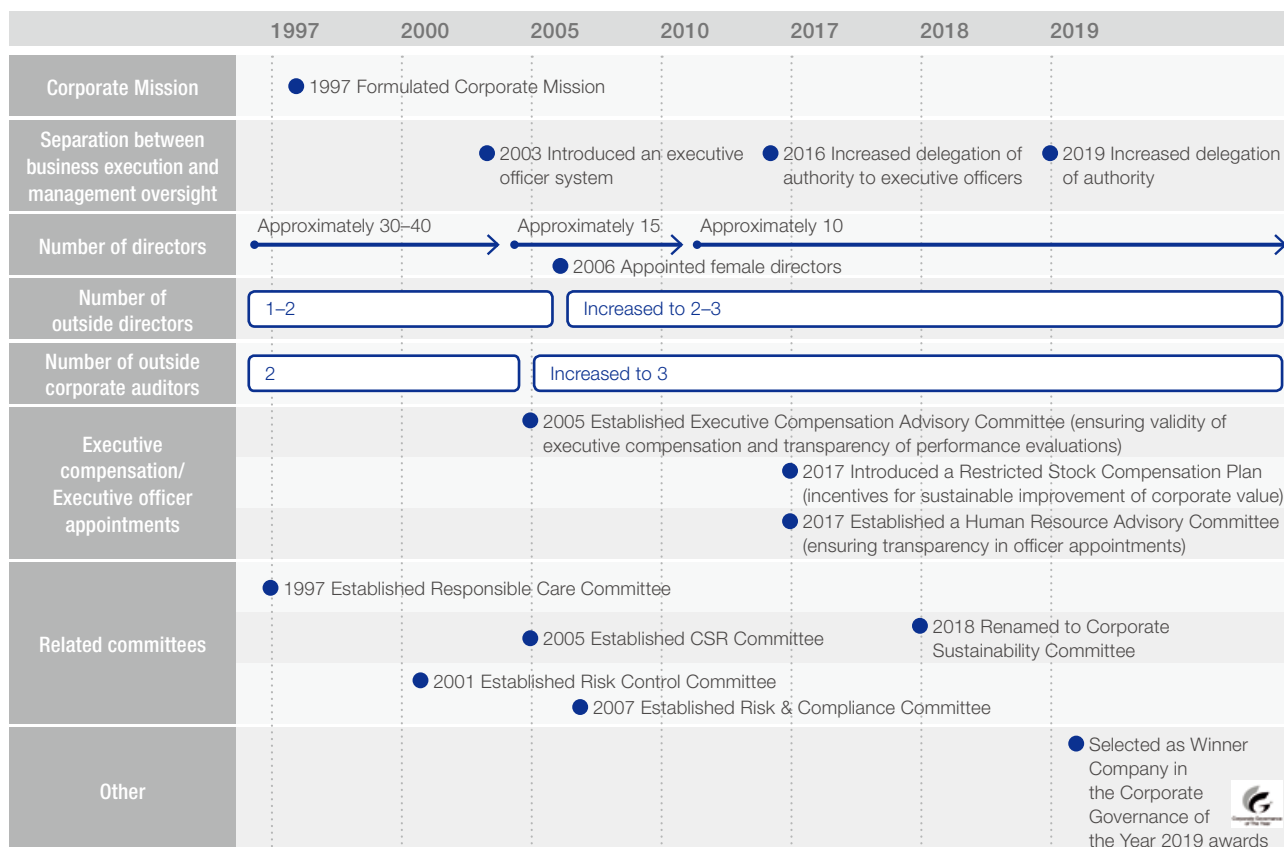 1997 2000 2005 2010 2017 2018 2019
Corporate Mission
1997 Formulated Corporate Mission
Separation between
business execution and
management oversight
2003 Introduced an executive
officer system
2016 Increased delegation of
authority to executive officers
2019 Increased delegation
of authority
Number of directors
Approximately 30–40
Approximately 15
Approximately 10
2006 Appointed female directors
Number of
outside directors
1–2
Increased to 2–3
Number of outside
corporate auditors
2
Increased to 3
Executive
compensation/
Executive officer
appointments
2005 Established Executive Compensation Advisory Committee (ensuring validity of
executive compensation and transparency of performance evaluations)
2017 Introduced a Restricted Stock Compensation Plan
(incentives for sustainable improvement of corporate value)
2017 Established a Human Resource Advisory Committee
(ensuring transparency in officer appointments)
Related committees
1997 Established Responsible Care Committee
2005 Established CSR Committee
2018 Renamed to Corporate
Sustainability Committee
2001 Established Risk Control Committee
2007 Established Risk & Compliance Committee
Other
Selected as Winner
Company in
the Corporate
Governance of
the Year 2019 awards
Corporate Governance
of The Year